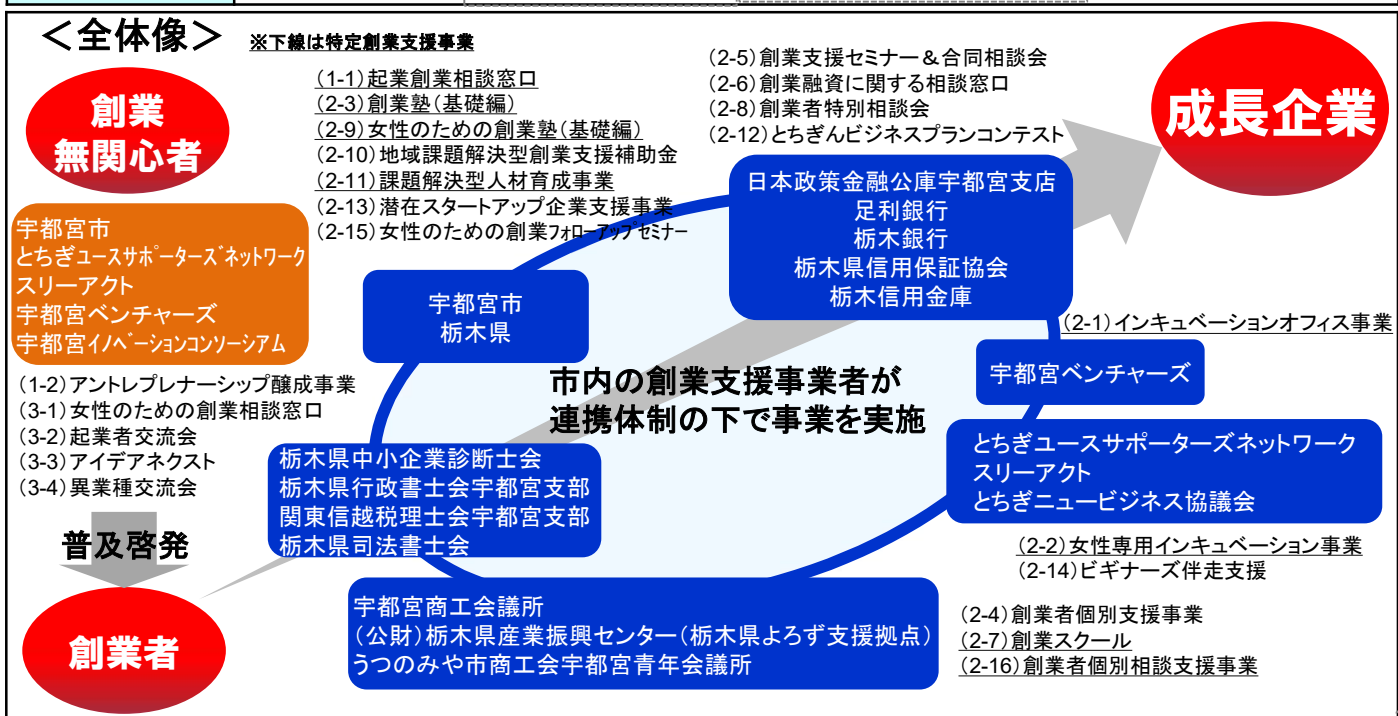 ＜全体像＞
※下線は特定創業支援事業
創業
無関心者
(1-1)起業創業相談窓口
(2-3)創業塾(基礎編)
(2-9)女性のための創業塾(基礎編)
(2-10)地域課題解決型創業支援補助金
(2-11)課題解決型人材育成事業
(2-13)潜在スタートアップ企業支援事業
(2-15)女性のための創業フォローアップセミナー
(2-5)創業支援セミナー＆合同相談会
(2-6)創業融資に関する相談窓口
(2-8)創業者特別相談会
(2-12)とちぎんビジネスプランコンテスト
成長企業
宇都宮市
とちぎユースサポーターズネットワーク
スリーアクト
宇都宮ベンチャーズ
宇都宮イノベーションコンソーシアム
宇都宮市
栃木県
日本政策金融公庫宇都宮支店
足利銀行
栃木銀行
栃木県信用保証協会
栃木信用金庫
(2-1)インキュベーションオフィス事業
宇都宮ベンチャーズ
市内の創業支援事業者が
連携体制の下で事業を実施
(1-2)アントレプレナーシップ醸成事業
(3-1)女性のための創業相談窓口
(3-2)起業者交流会
(3-3)アイデアネクスト
(3-4)異業種交流会
栃木県中小企業診断士会
栃木県行政書士会宇都宮支部
関東信越税理士会宇都宮支部
栃木県司法書士会
とちぎユースサポーターズネットワーク
スリーアクト
とちぎニュービジネス協議会
普及啓発
(2-2)女性専用インキュベーション事業
(2-14)ビギナーズ伴走支援
創業者
宇都宮商工会議所
(公財)栃木県産業振興センター(栃木県よろず支援拠点)
うつのみや市商工会宇都宮青年会議所
(2-4)創業者個別支援事業
(2-7)創業スクール
(2-16)創業者個別相談支援事業